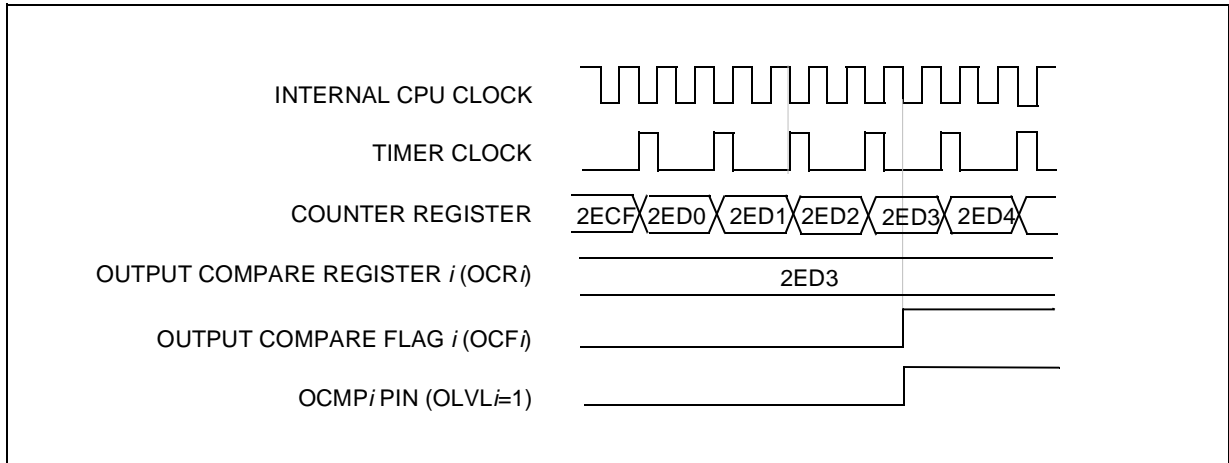 INTERNAL CPU CLOCK
TIMER CLOCK
COUNTER REGISTER 2ECF 2ED0 2ED1 2ED2 2ED3 2ED4
OUTPUT COMPARE REGISTER i (OCRi) 2ED3
OUTPUT COMPARE FLAG i (OCFi)
OCMPi PIN (OLVLi=1)